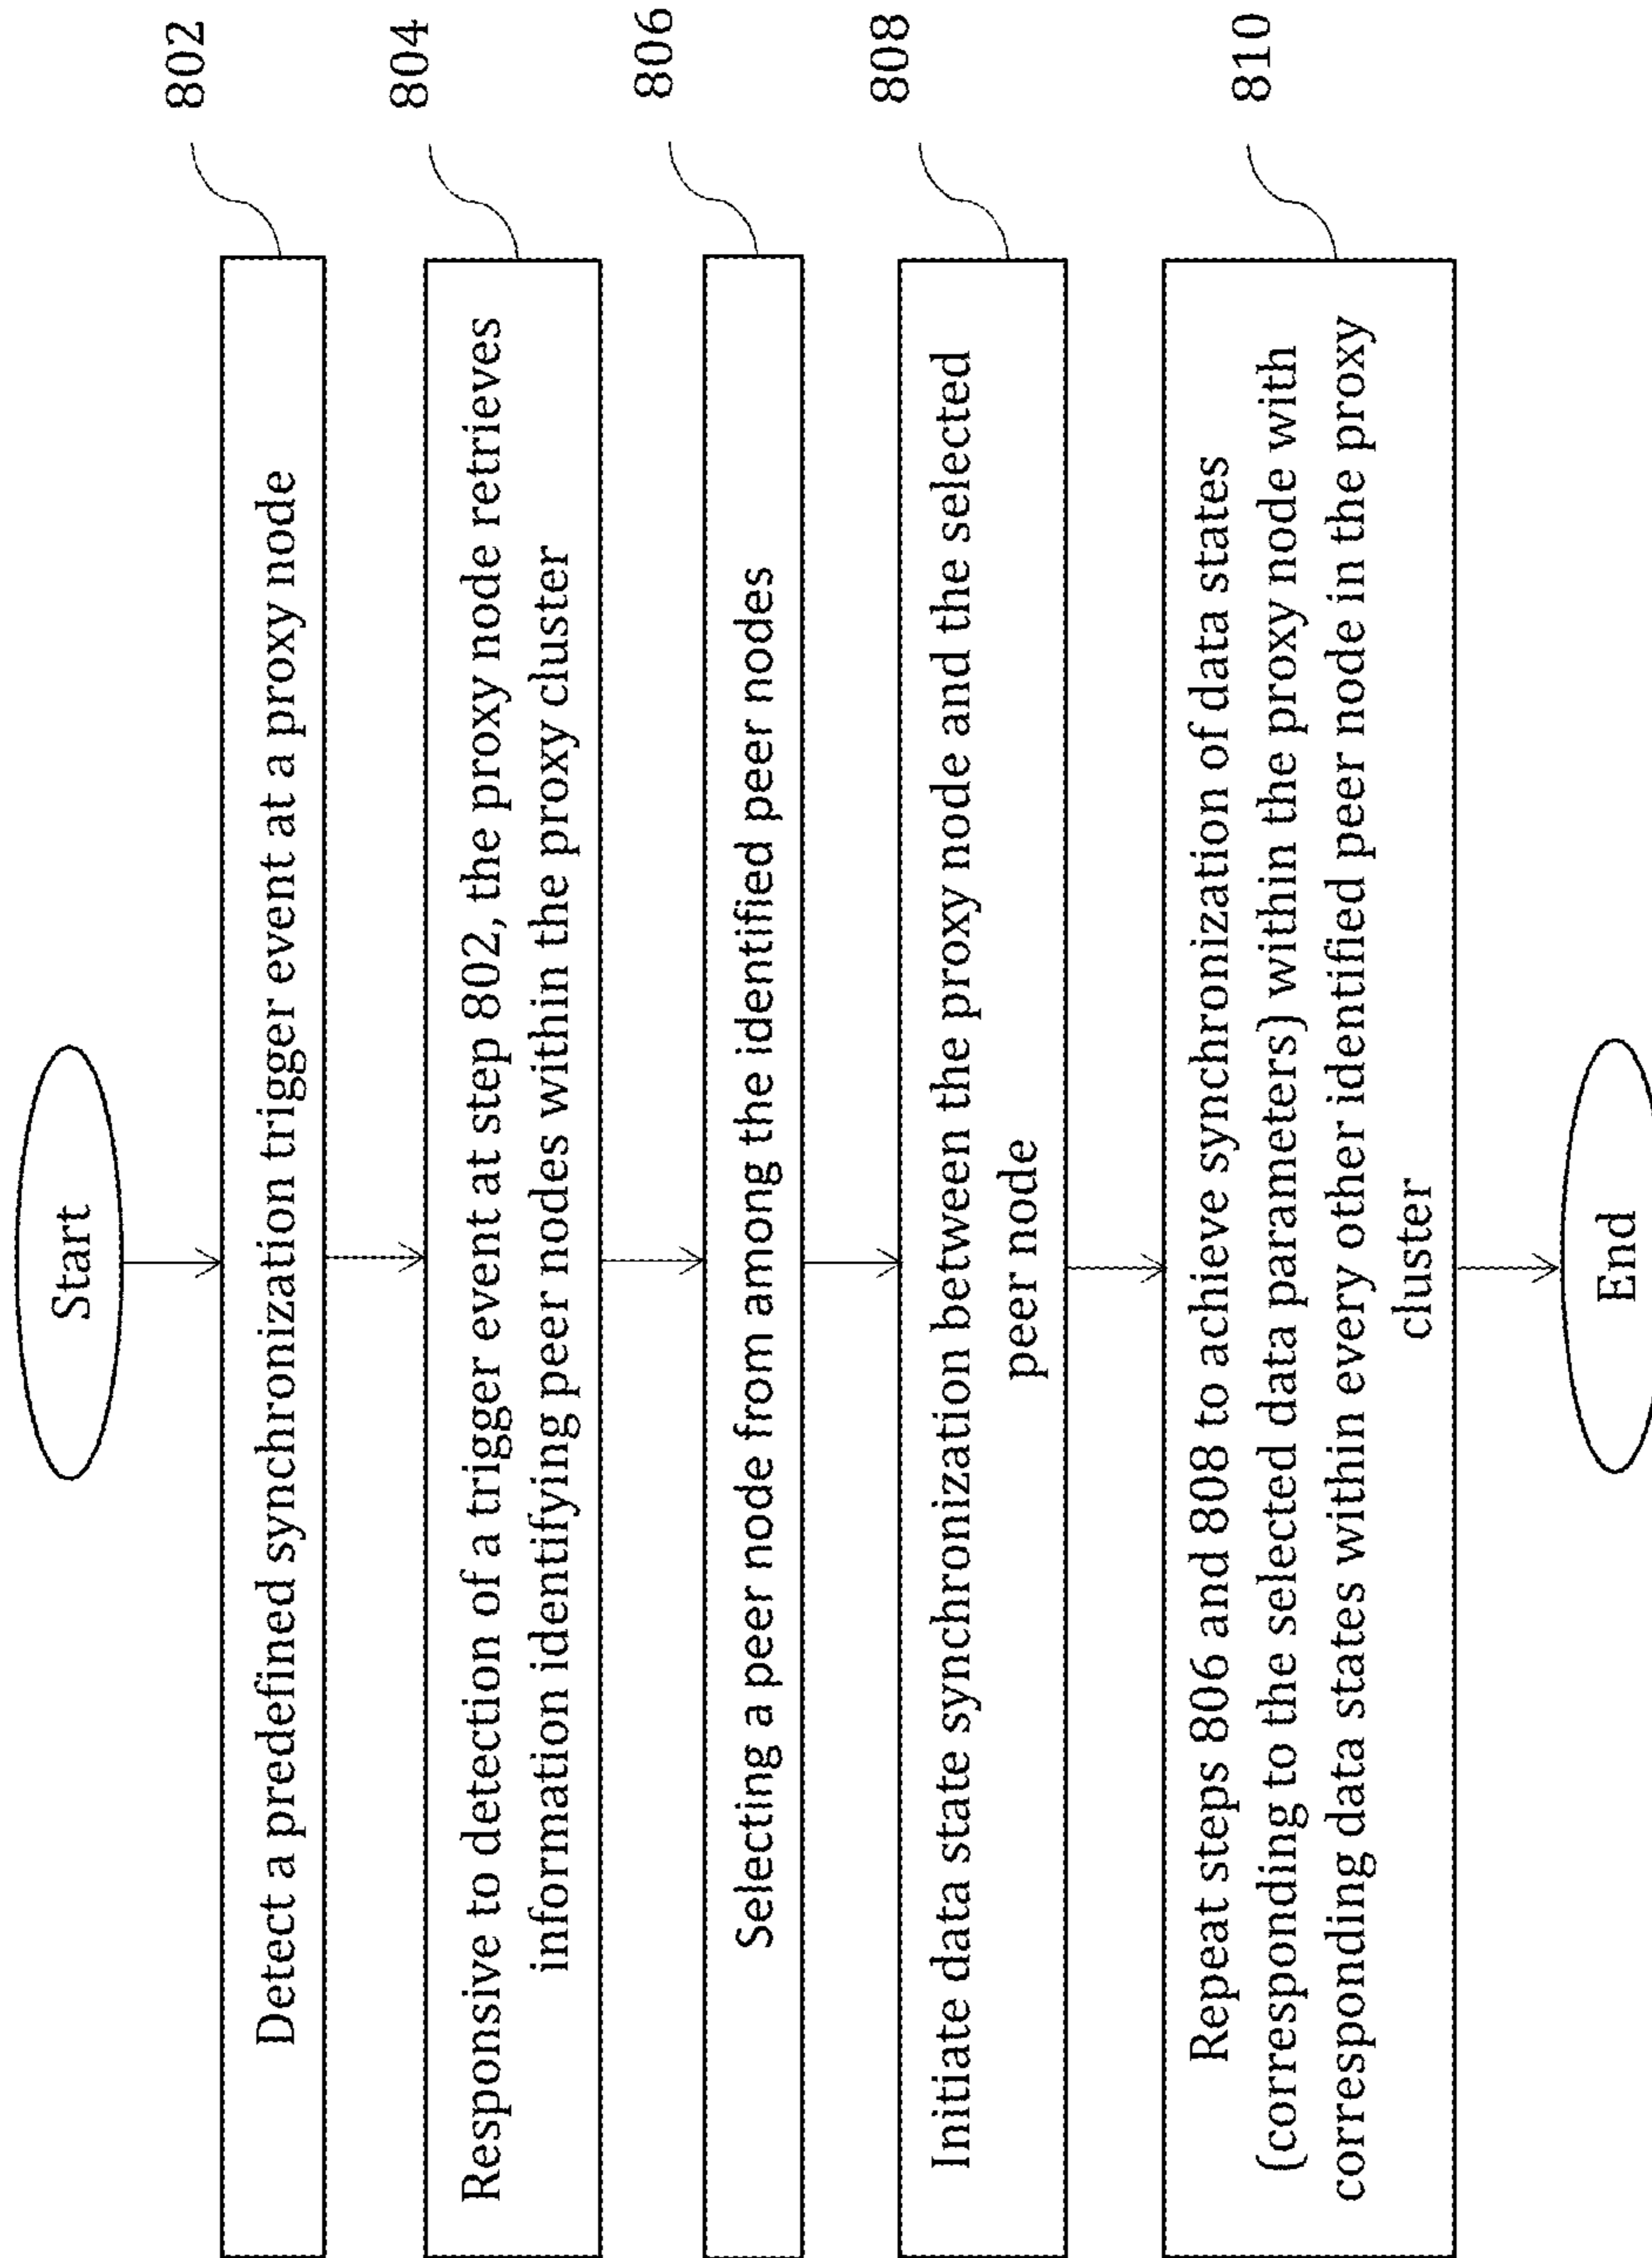 Start
Detect a predefined synchronization trigger event at a proxy node
802
Responsive to detection of a trigger event at step 802, the proxy node retrieves
information identifying peer nodes within the proxy cluster
804
Selecting a peer node from among the identified peer nodes
806
Initiate data state synchronization between the proxy node and the selected
peer node
808
Repeat steps 806 and 808 to achieve synchronization of data states
(corresponding to the selected data parameters) within the proxy node with
corresponding data states within every other identified peer node in the proxy
cluster
810
End